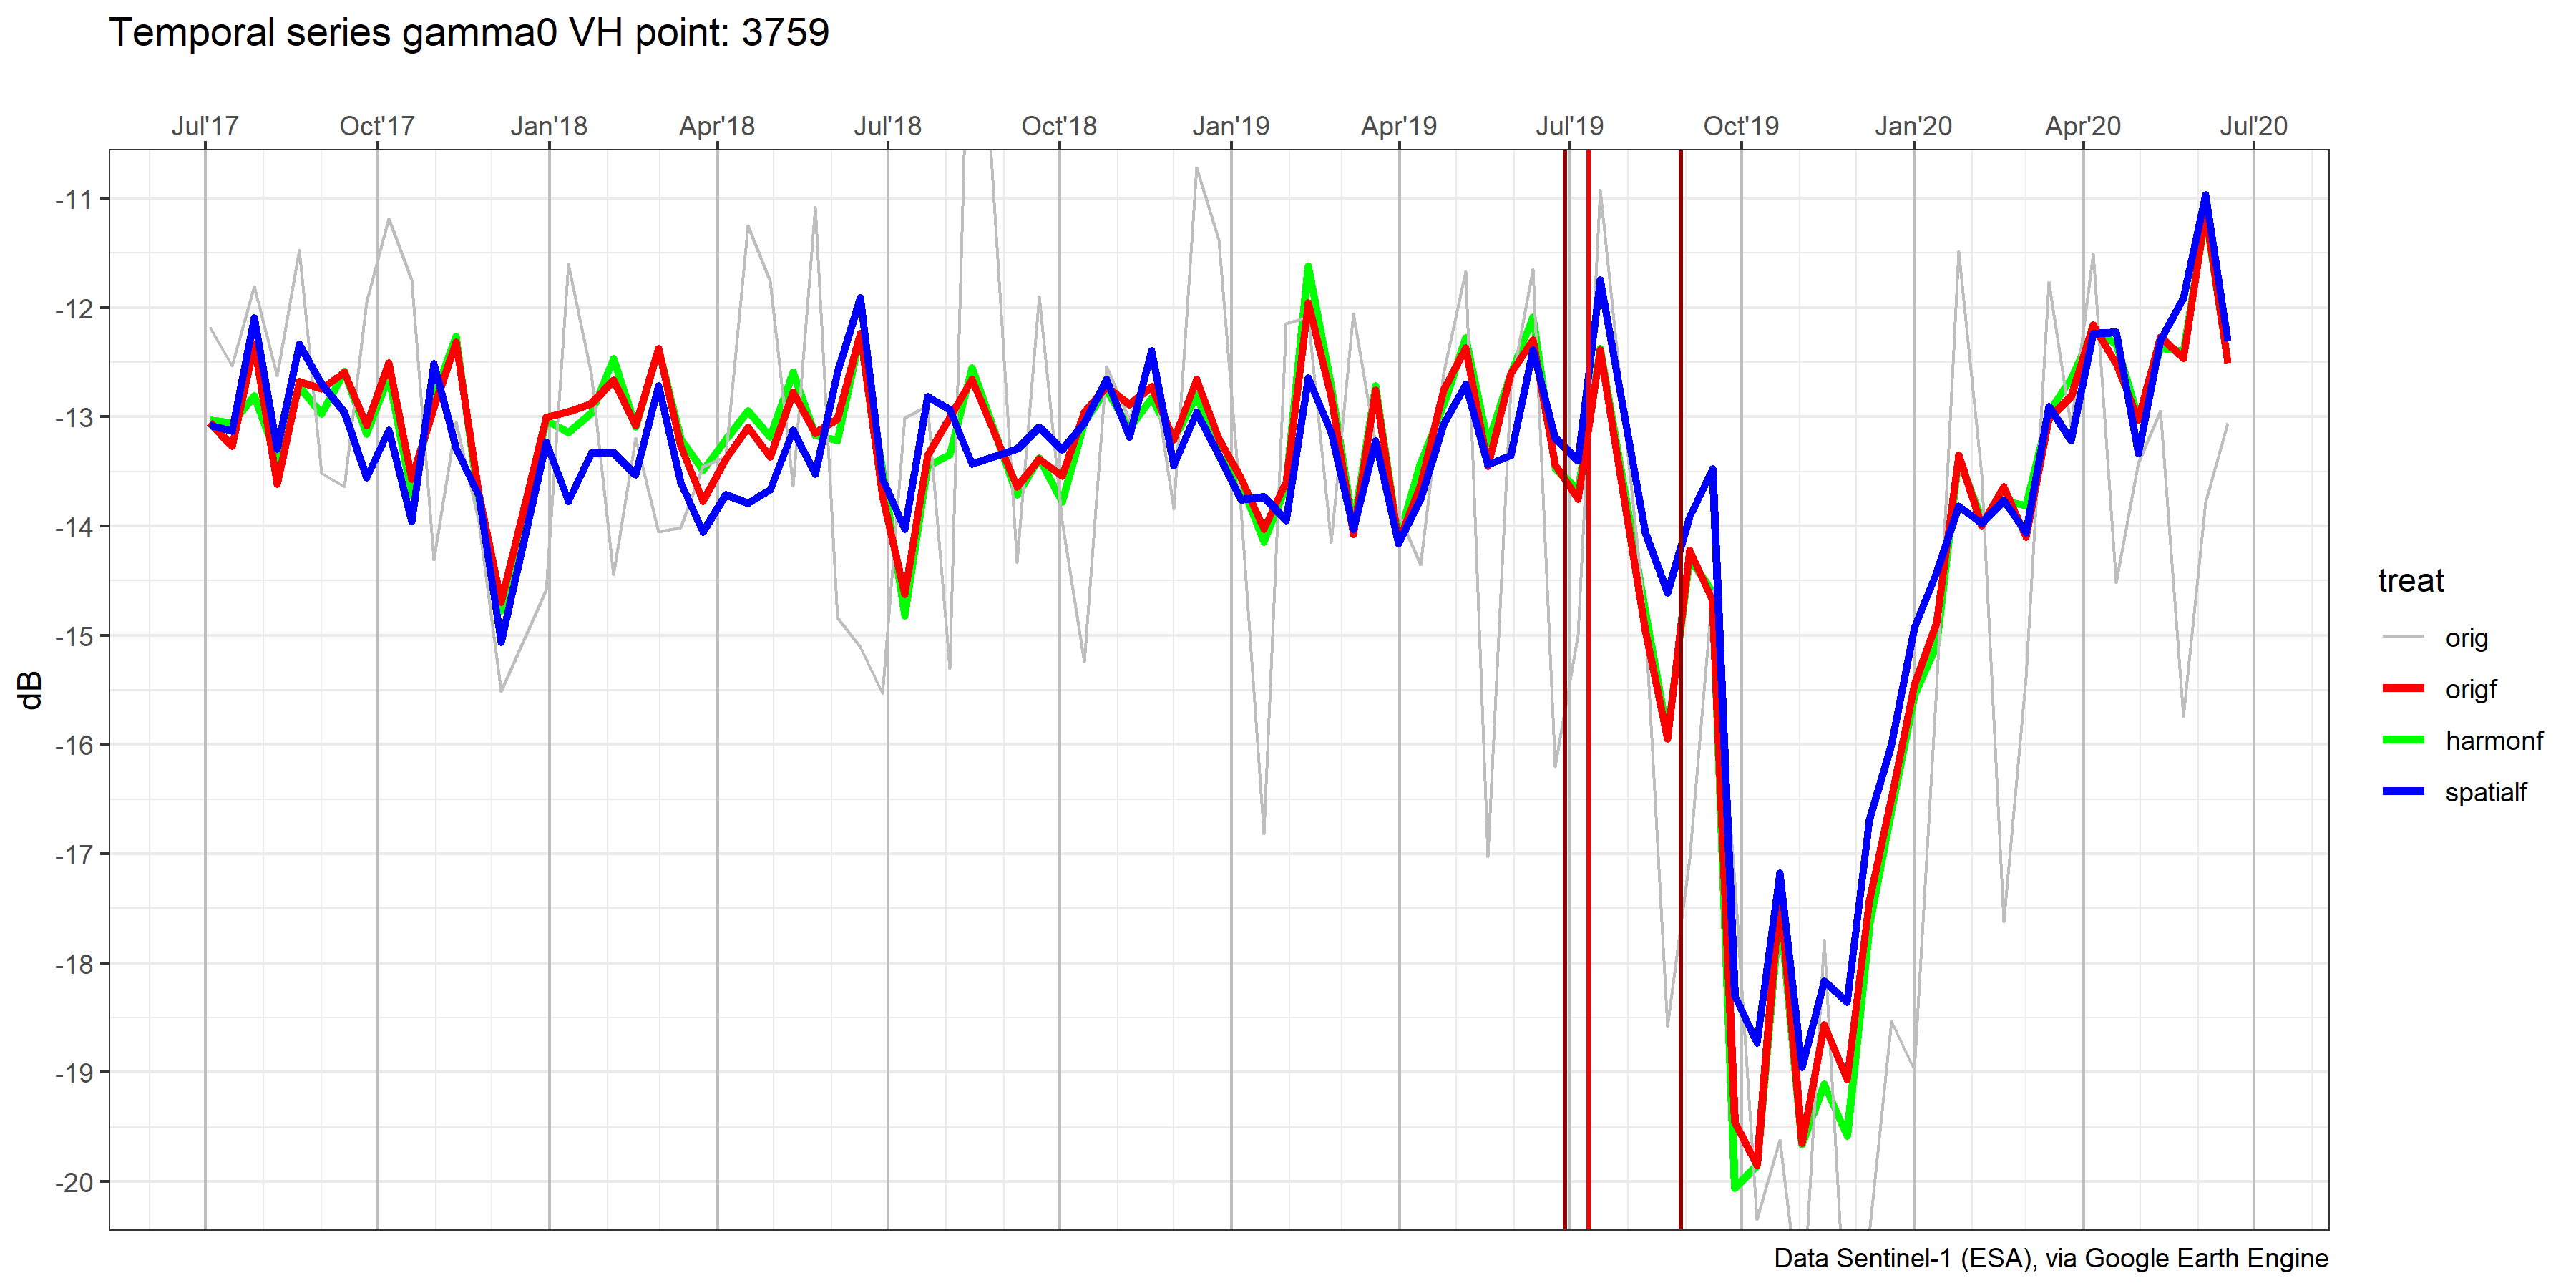 Temporal series gamma0 VH point: 3759
Jul'17 Oct'17 Jan'18 Apr'18 Jul'18 Oct'18 Jan'19 Apr'19 Jul'19 Oct'19 Jan'20 Apr'20 Jul'20
-11
-12
-13
-14
-15
-16
-17
-18
-19
-20
dB
treat
orig
origf
harmonf
spatialf
Data Sentinel-1 (ESA), via Google Earth Engine